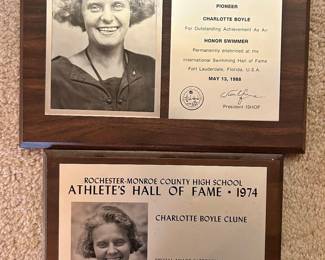 PIONEER
CHARLOTTE BOYLE
For Outstanding Achievement As An
HONOR SWIMMER
Permanently enshrined at the
International Swimming Hall of Fame
Fort Lauderdale, Florida, U.S.A.
MAY 13, 1988
President ISHOF
ROCHESTER-MONROE COUNTY HIGH SCHOOL
ATHLETE'S HALL OF FAME • 1974
CHARLOTTE BOYLE CLUNE